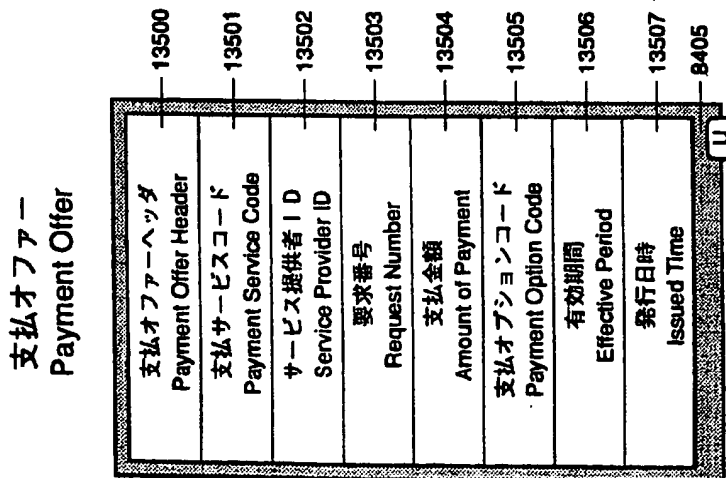 支払オファー
Payment Offer
支払オファーヘッダ
Payment Offer Header
13500
支払サービスコード
Payment Service Code
13501
サービス提供者ID
Service Provider ID
13502
要求番号
Request Number
13503
支払金額
Amount of Payment
13504
支払オプションコード
Payment Option Code
13505
有効期間
Effective Period
13506
発行日時
Issued Time
13507
8405
U